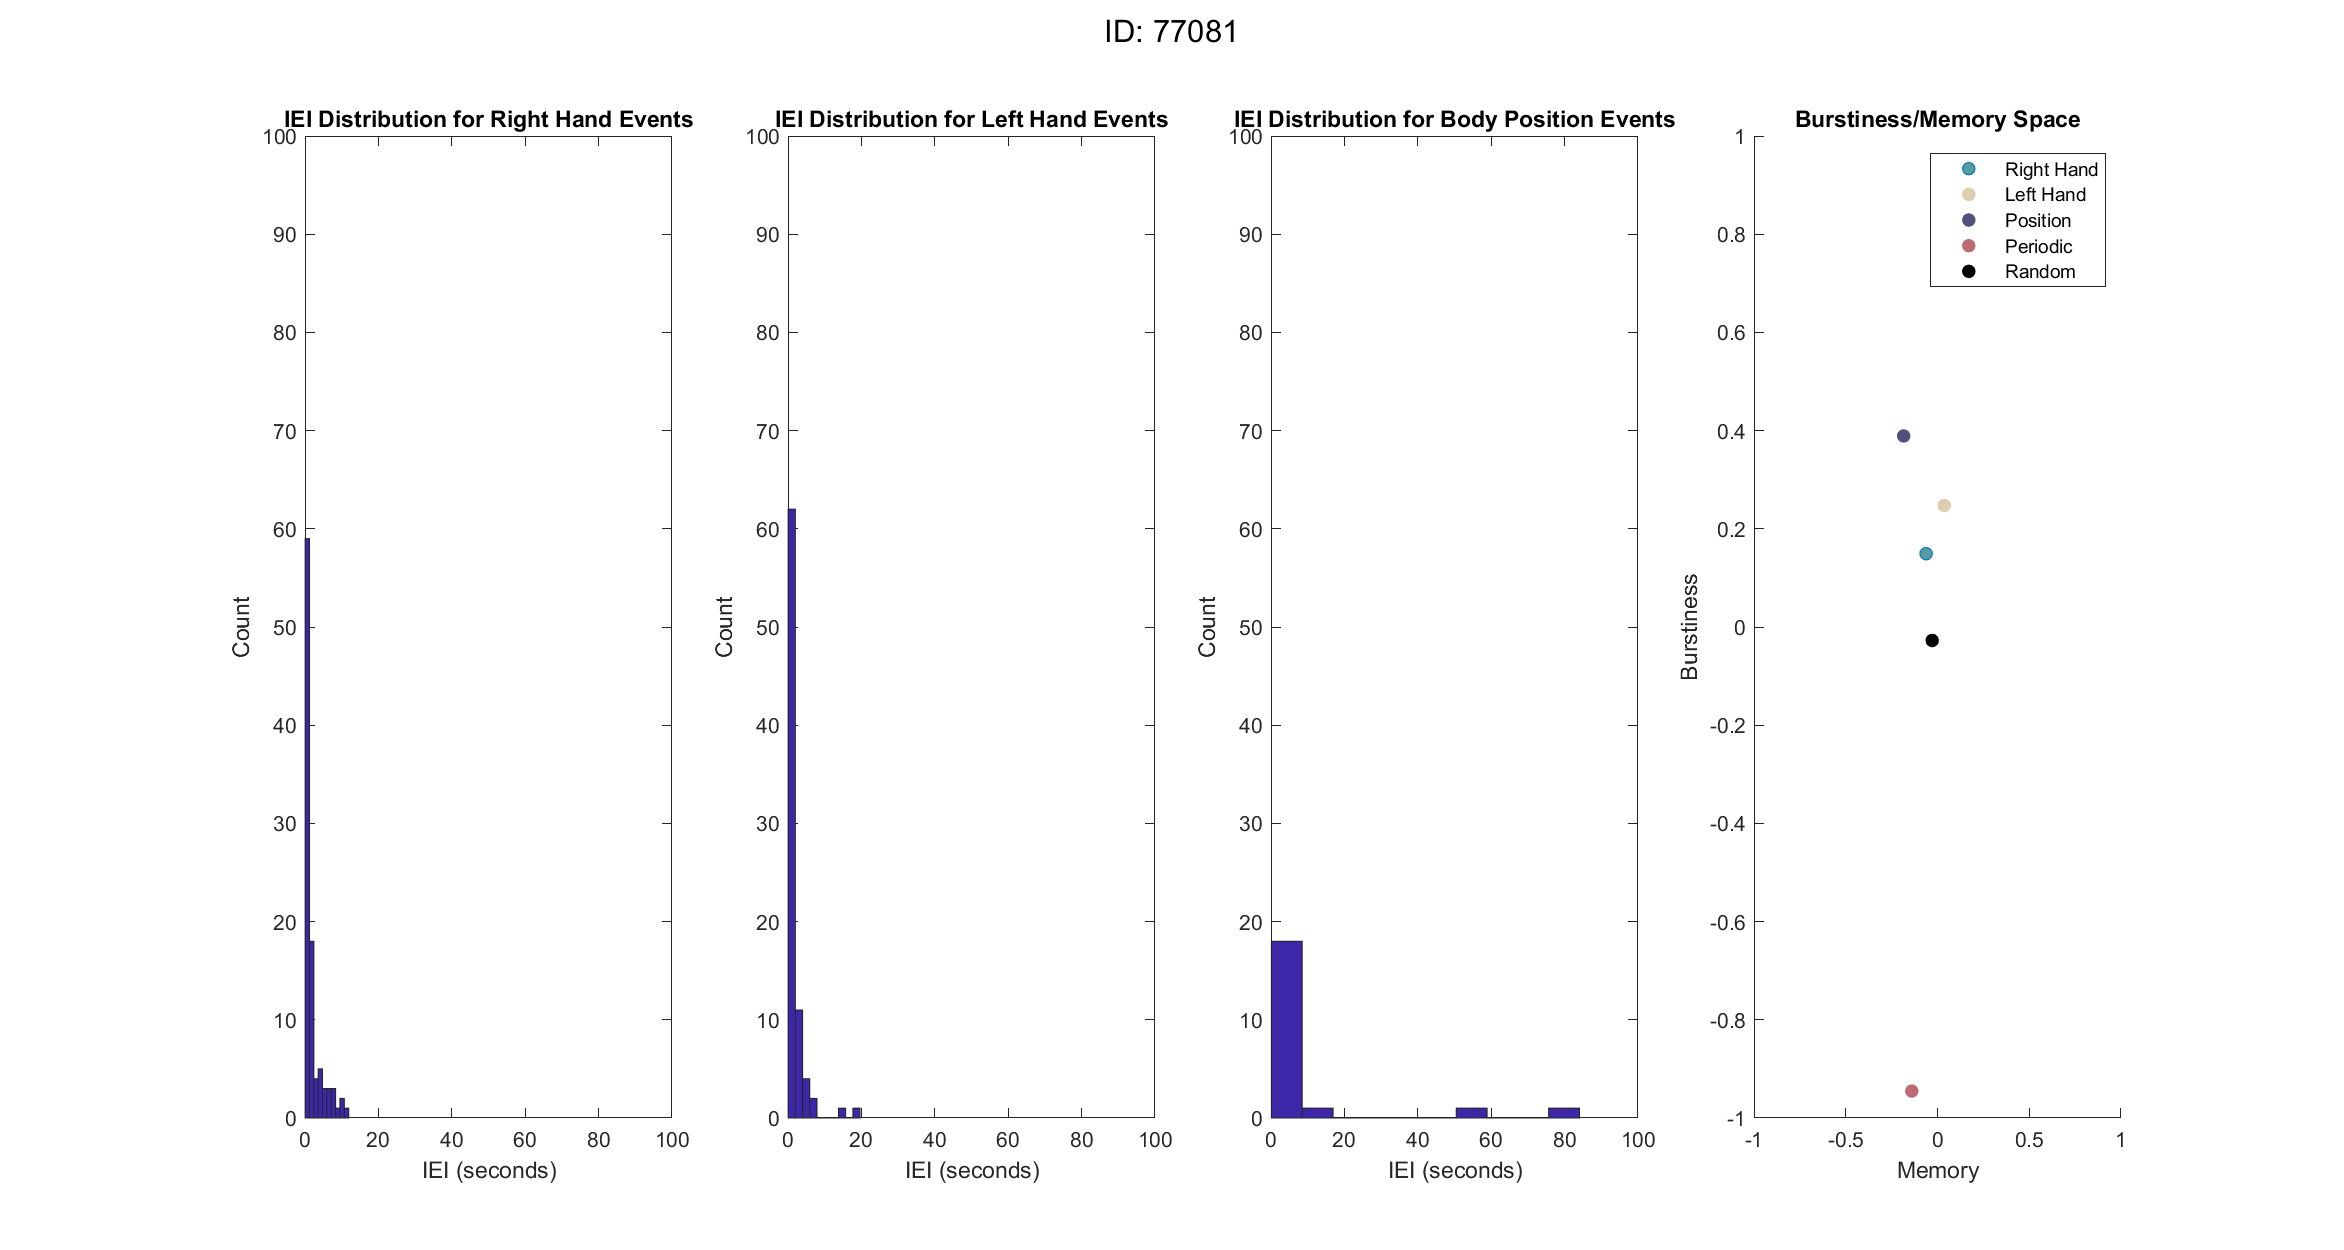 ID: 77081
IEI Distribution for Right Hand Events
100
90
80
70
60
50
40
30
20
10
0
Count
0 20 40 60 80 100
IEI (seconds)
IEI Distribution for Left Hand Events
100
90
80
70
60
50
40
30
20
10
0
Count
0 20 40 60 80 100
IEI (seconds)
IEI Distribution for Body Position Events
100
90
80
70
60
50
40
30
20
10
0
Count
0 20 40 60 80 100
IEI (seconds)
Burstiness/Memory Space
1
0.8
0.6
0.4
0.2
0
-0.2
-0.4
-0.6
-0.8
-1
Burstiness
Right Hand
Left Hand
Position
Periodic
Random
-1 -0.5 0 0.5 1
Memory